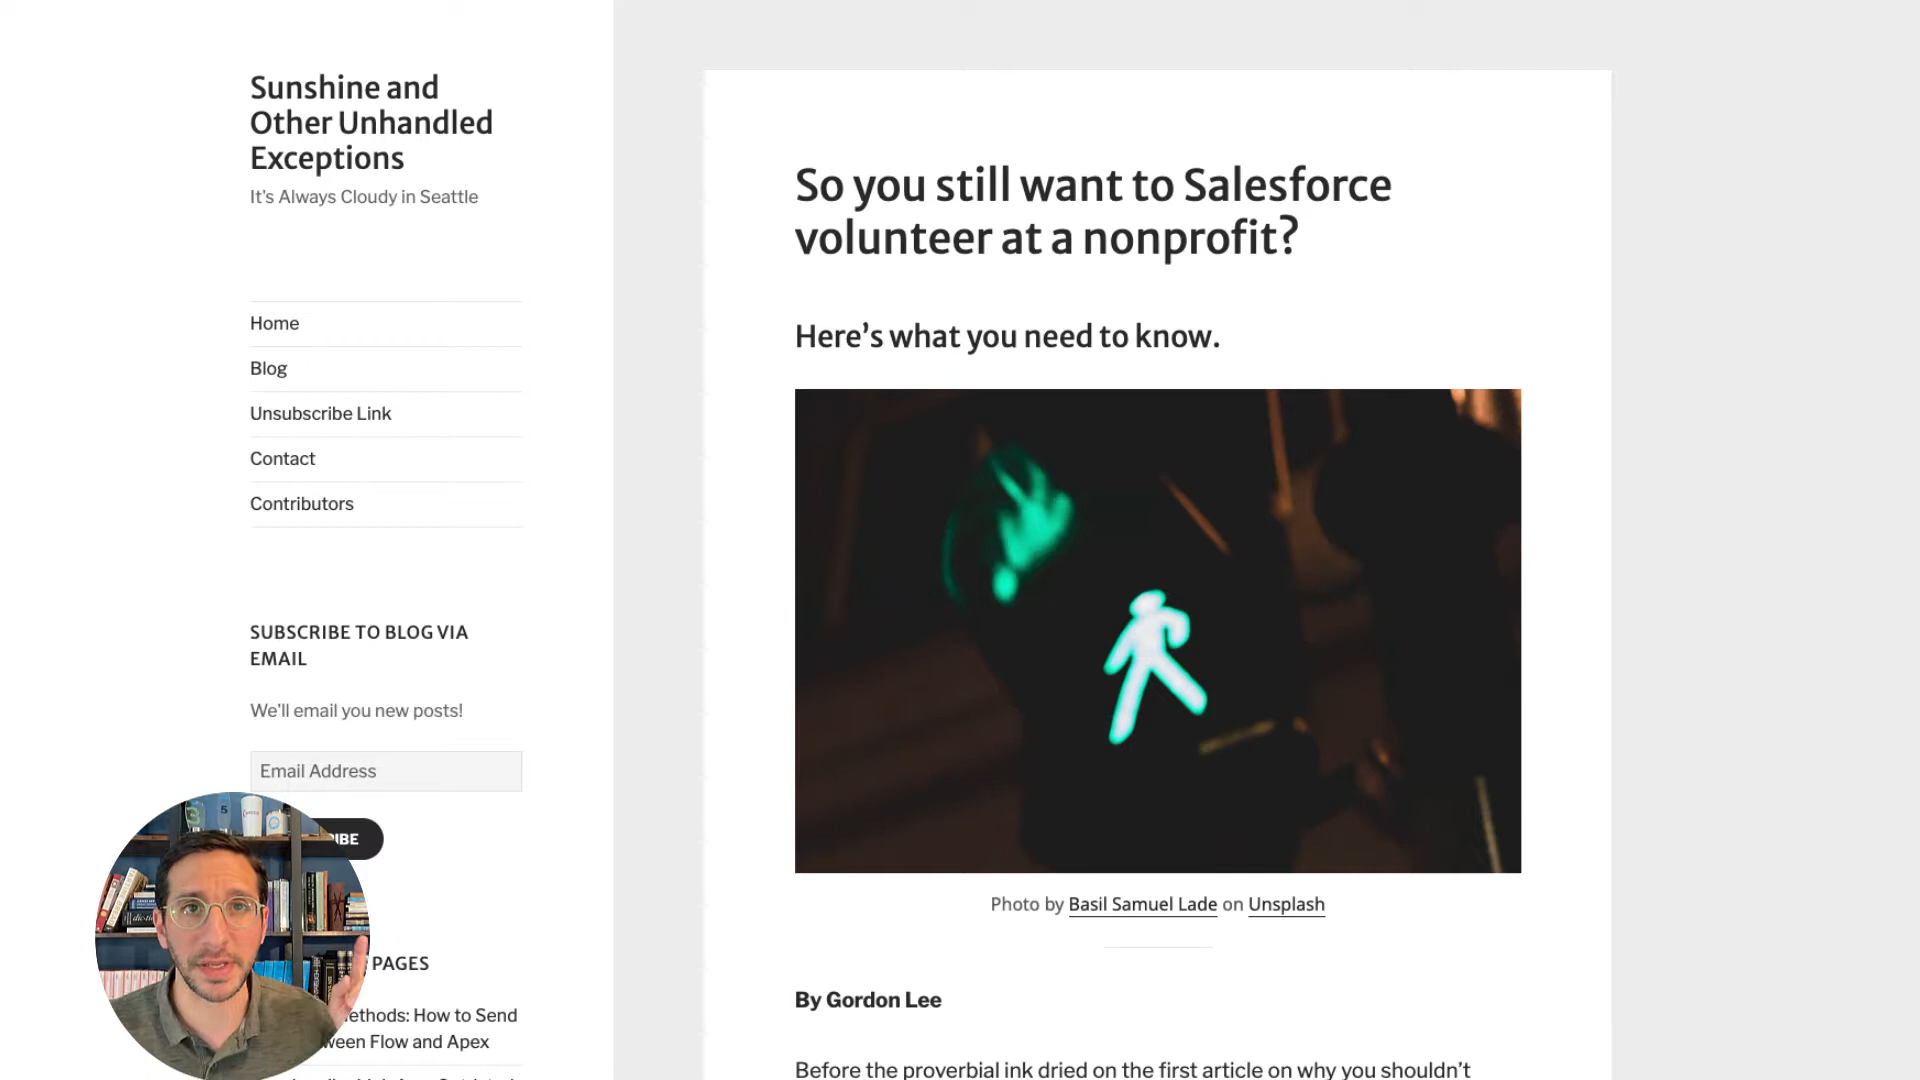 Sunshine and
Other Unhandled
Exceptions
It's Always Cloudy in Seattle
Home
Blog
Unsubscribe Link
Contact
Contributors
SUBSCRIBE TO BLOG VIA
EMAIL
We'll email you new posts!
Email Address
PAGES
How to Send
Flow and Apex
So you still want to Salesforce
volunteer at a nonprofit?
Here’s what you need to know.
Photo by Basil Samuel Lade on Unsplash
By Gordon Lee
Before the proverbial ink dried on the first article on why you shouldn’t